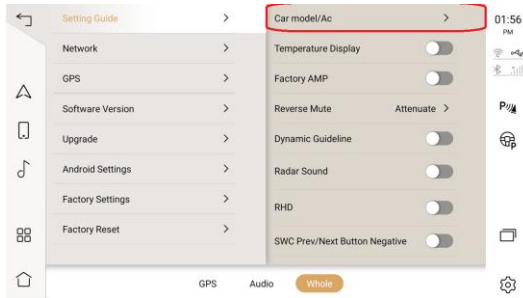 Setting Guide
Network
GPS
Software Version
Upgrade
Android Settings
Factory Settings
Factory Reset
Car model/Ac
Temperature Display
Factory AMP
Reverse Mute Attenuate
Dynamic Guideline
Radar Sound
RHD
SWC Prev/Next Button Negative
GPS Audio Whole
01:56
PM
P
P